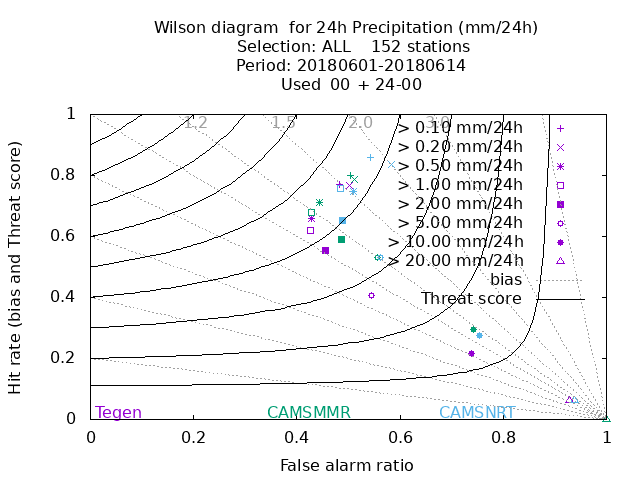 Wilson diagram  for 24h Precipitation (mm/24h)
Selection: ALL    152 stations
Period: 20180601-20180614
Used  00 + 24-00
1.2 1.5 2.0 3.0
> 0.10 mm/24h
> 0.20 mm/24h
> 0.50 mm/24h
> 1.00 mm/24h
> 2.00 mm/24h
> 5.00 mm/24h
> 10.00 mm/24h
> 20.00 mm/24h
bias
Threat score
Hit rate (bias and Threat score)
1
0.8
0.6
0.4
0.2
0
Tegen CAMSMMR CAMSNRT
0 0.2 0.4 0.6 0.8 1
False alarm ratio